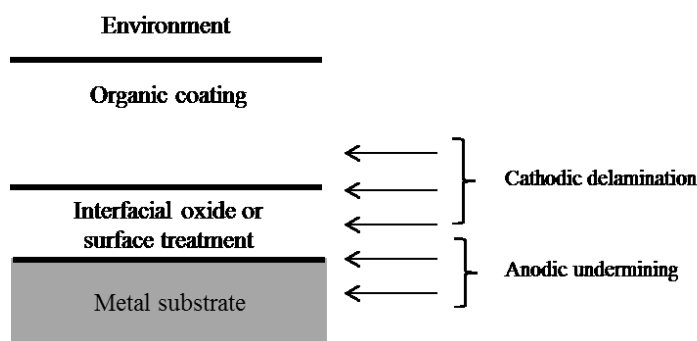 Environment
Organic coating
Cathodic delamination
Interfacial oxide or
surface treatment
Anodic undermining
Metal substrate